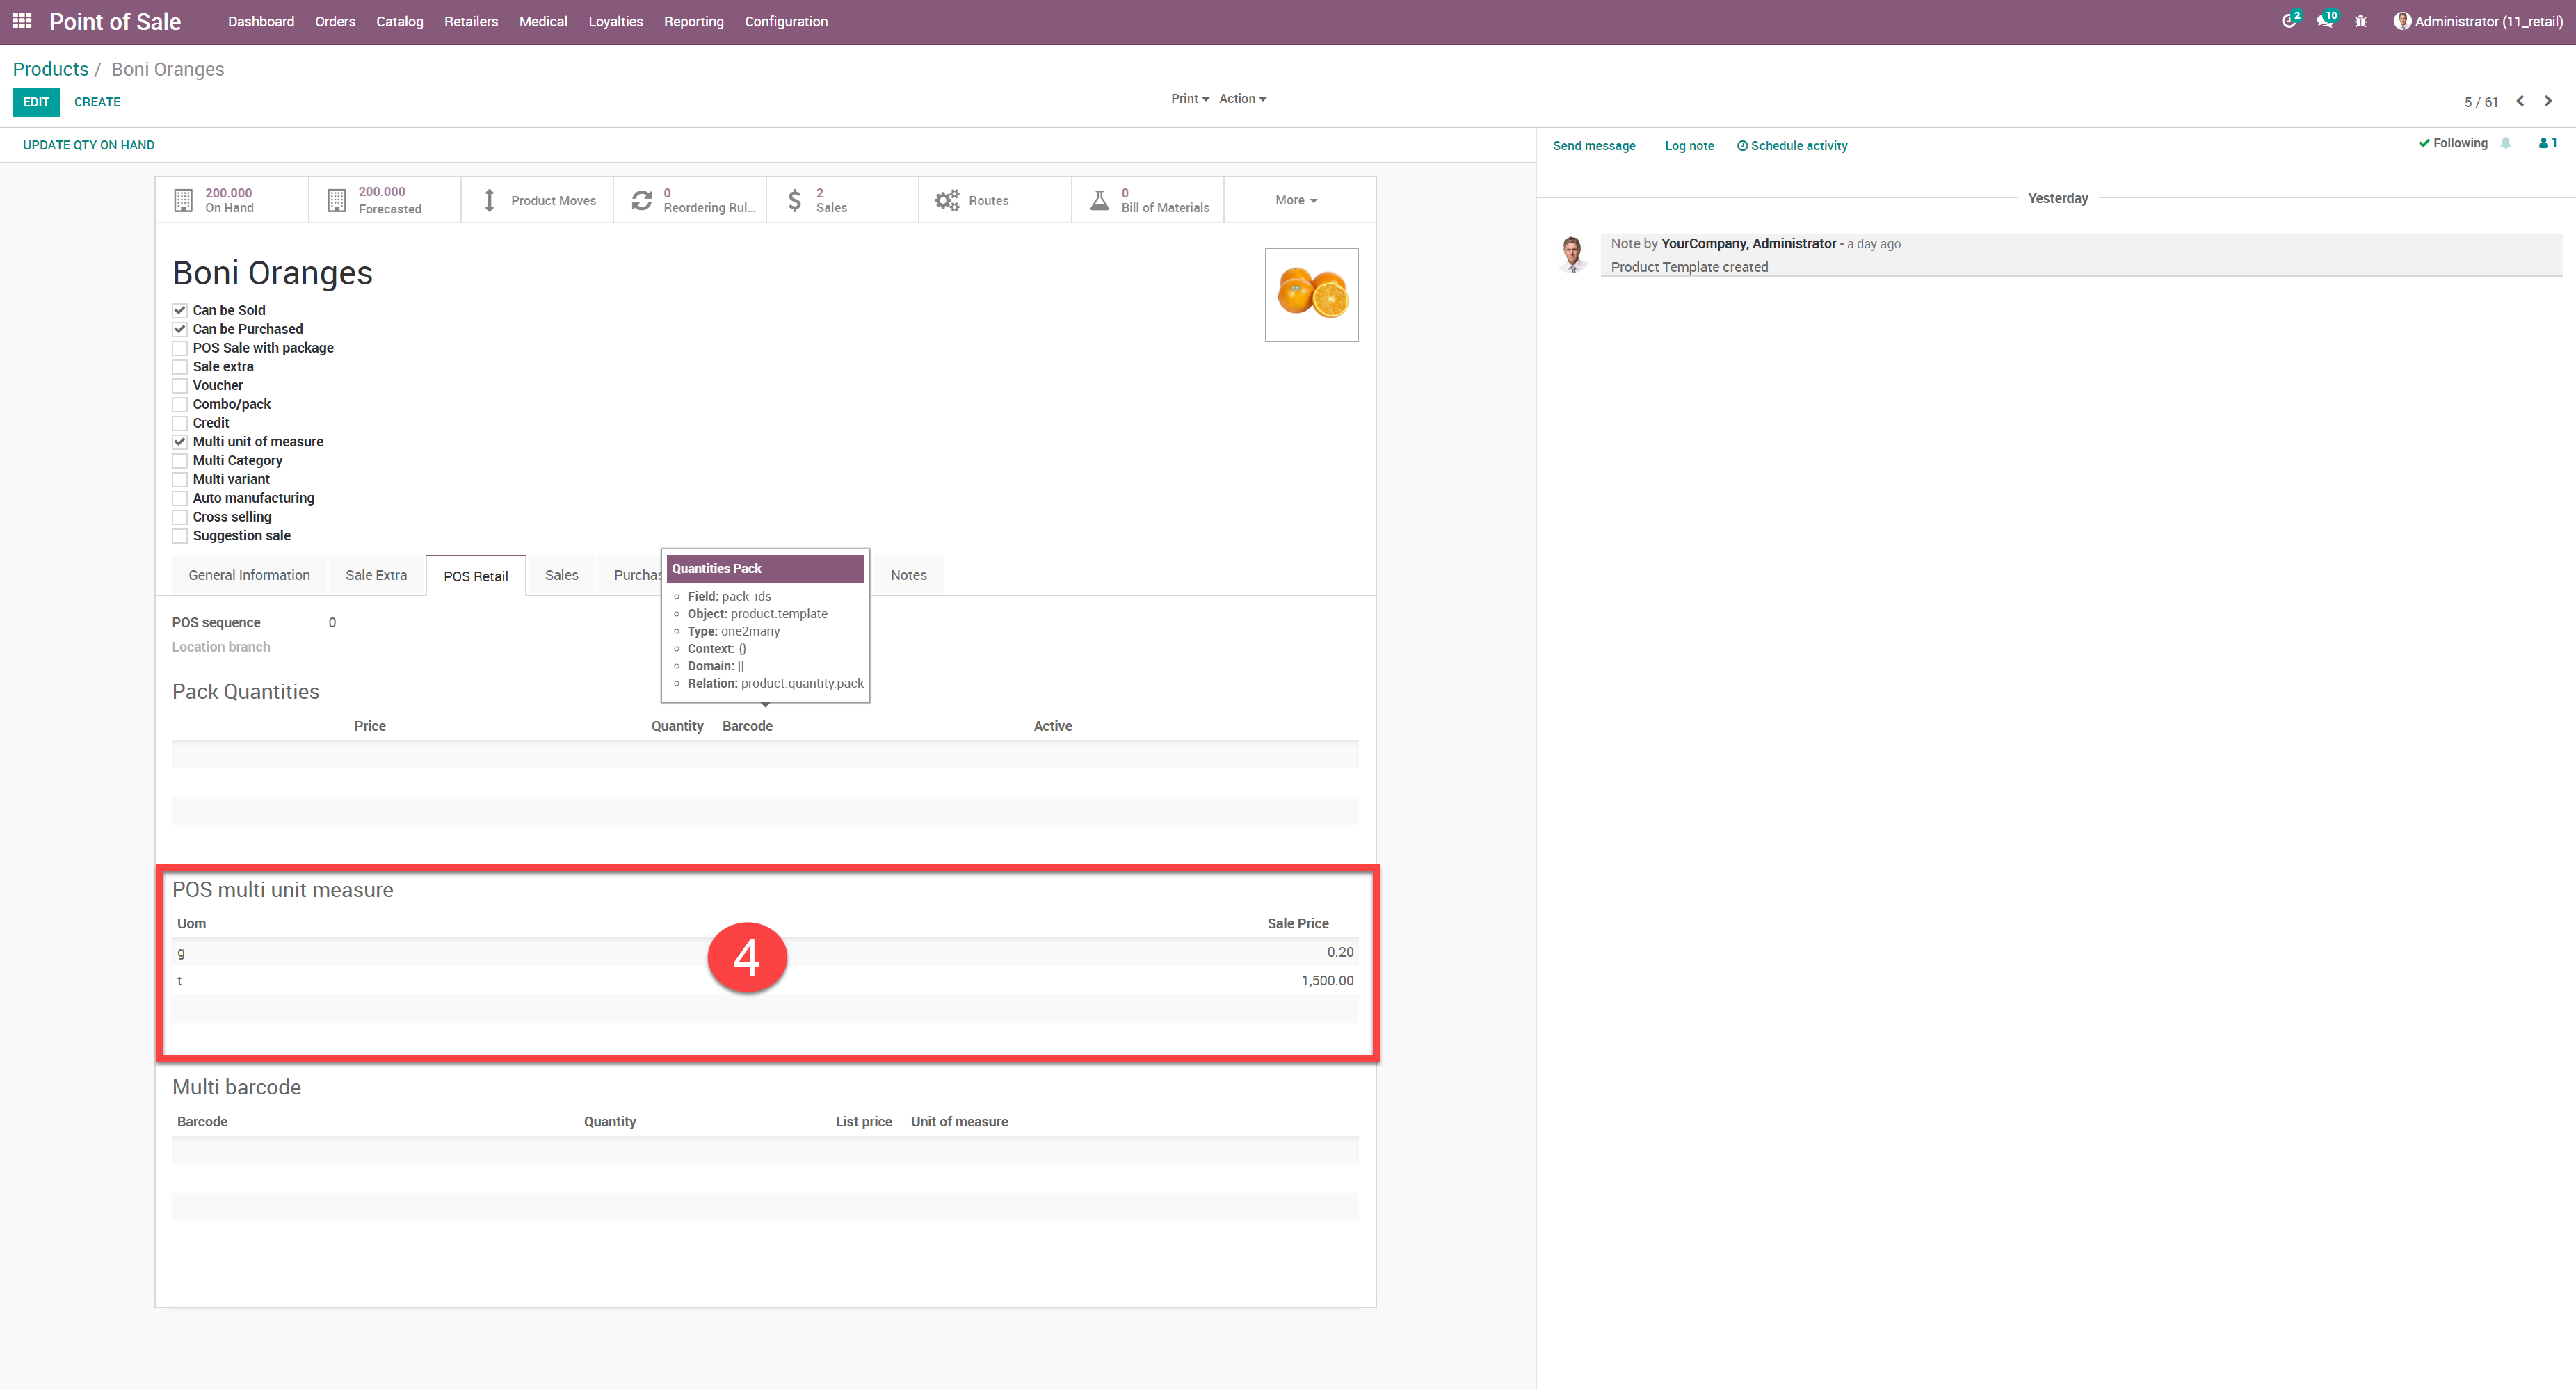 Point of Sale Dashboard Orders Catalog Retailers Medical Loyalties Reporting Configuration 2 10 Administrator (11_retail)
Products / Boni Oranges
EDIT CREATE Print Action 5 / 61
UPDATE QTY ON HAND
Send message Log note Schedule activity Following 1
200.000 On Hand
200.000 Forecasted
Product Moves
0 Reordering Rul...
2 Sales
Routes
0 Bill of Materials
More
Yesterday
Note by YourCompany, Administrator - a day ago
Product Template created
Boni Oranges
Can be Sold
Can be Purchased
POS Sale with package
Sale extra
Voucher
Combo/pack
Credit
Multi unit of measure
Multi Category
Multi variant
Auto manufacturing
Cross selling
Suggestion sale
General Information Sale Extra POS Retail Sales Purchas Notes
Quantities Pack
Field: pack_ids
Object: product.template
Type: one2many
Context: {}
Domain: []
Relation: product.quantity.pack
POS sequence 0
Location branch
Pack Quantities
Price Quantity Barcode Active
POS multi unit measure
Uom Sale Price
g 0.20
4
t 1,500.00
Multi barcode
Barcode Quantity List price Unit of measure